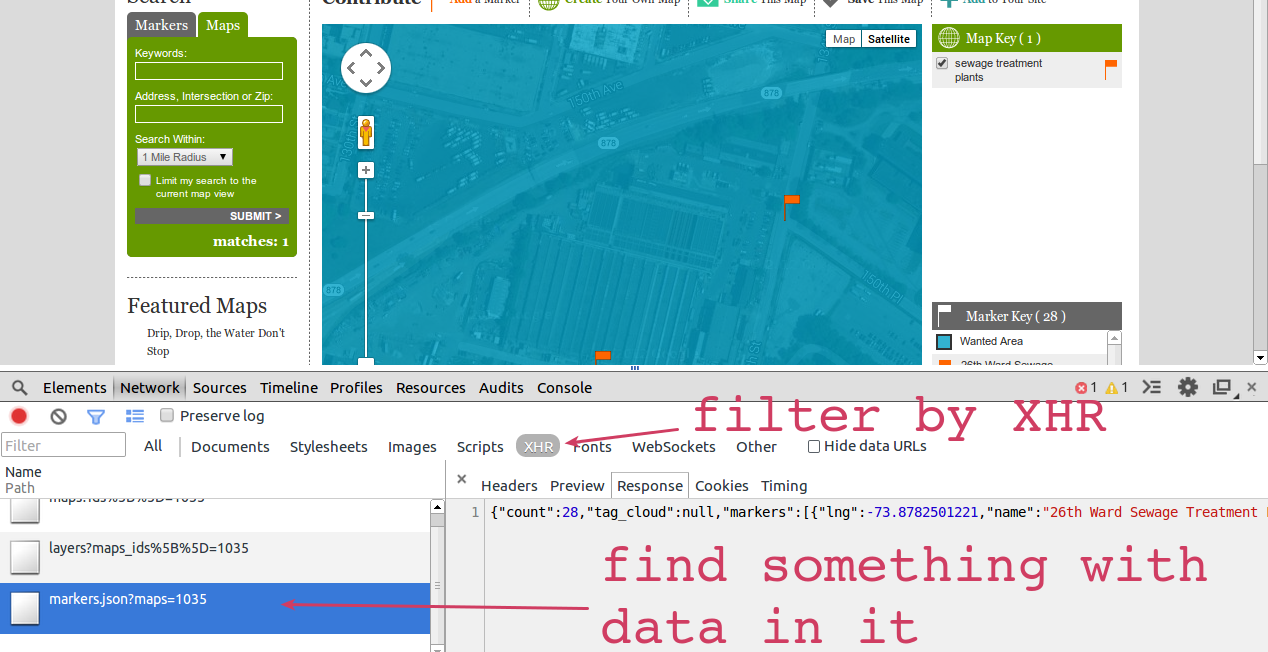 Search
Contribute
Add a Marker
Create Your Own Map
Share This Map
Save This Map
Add to Your Site
Markers
Maps
Keywords:
Address, Intersection or Zip:
Search Within:
1 Mile Radius
Limit my search to the
current map view
SUBMIT >
matches: 1
Featured Maps
Drip, Drop, the Water Don't
Stop
Map
Satellite
150th Ave
878
878
878
150th Pl
Map Key ( 1 )
sewage treatment
plants
Marker Key ( 28 )
Wanted Area
26th Ward Sewage
Elements Network Sources Timeline Profiles Resources Audits Console
1
1
Preserve log
filter by XHR
Filter
All Documents Stylesheets Images Scripts XHR Fonts WebSockets Other
Hide data URLs
Name
Path
Headers Preview Response Cookies Timing
layers?maps_ids%5B%5D=1035
markers.json?maps=1035
1 {"count":28,"tag_cloud":null,"markers":[{"lng":-73.8782501221,"name":"26th Ward Sewage Treatment
find something with
data in it